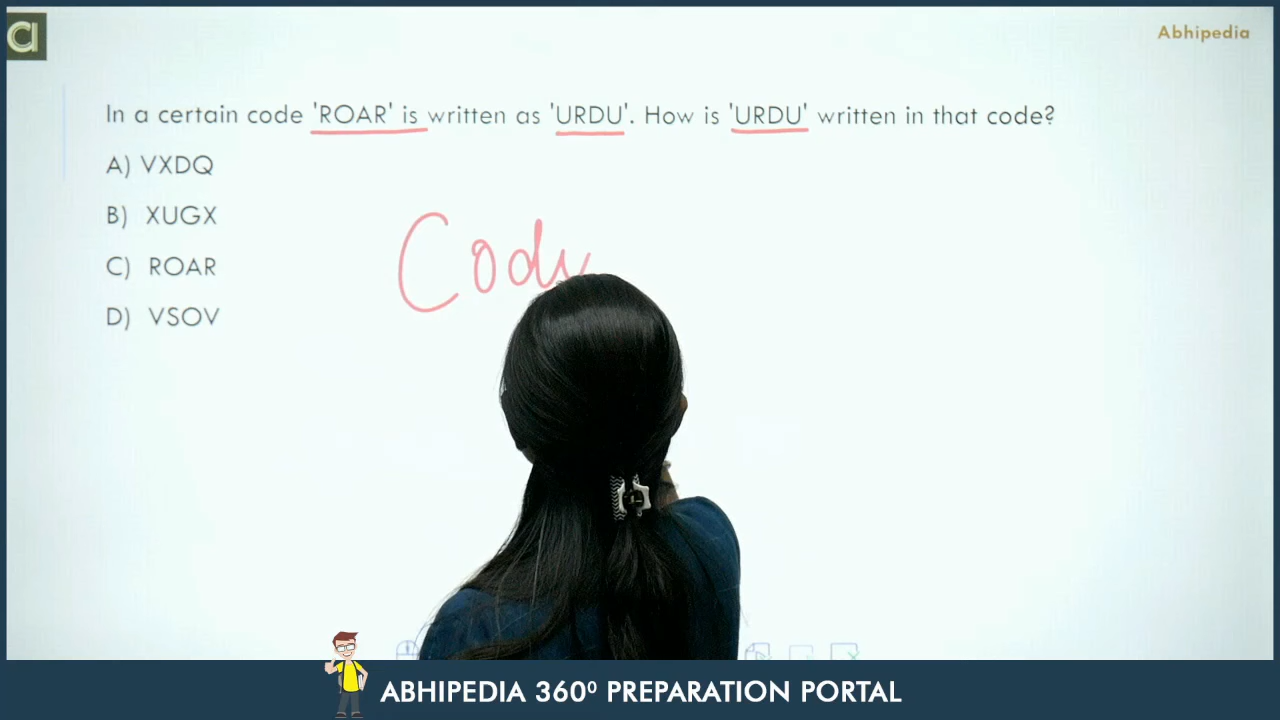 Abhipedia
In a certain code 'ROAR' is written as 'URDU'. How is 'URDU' written in that code?
A) VXDQ
B) XUGX
C) ROAR
D) VSOV
ABHIPEDIA 360⁰ PREPARATION PORTAL